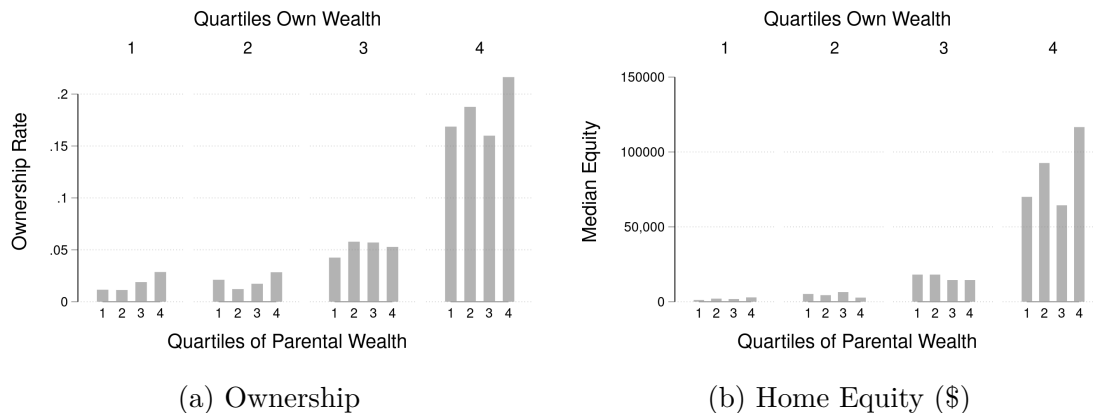 Quartiles Own Wealth
1 2 3 4
Ownership Rate
.2
.15
.1
.05
0
1 2 3 4 1 2 3 4 1 2 3 4 1 2 3 4
Quartiles of Parental Wealth
(a) Ownership
Quartiles Own Wealth
1 2 3 4
Median Equity
150000
100000
50,000
0
1 2 3 4 1 2 3 4 1 2 3 4 1 2 3 4
Quartiles of Parental Wealth
(b) Home Equity ($)